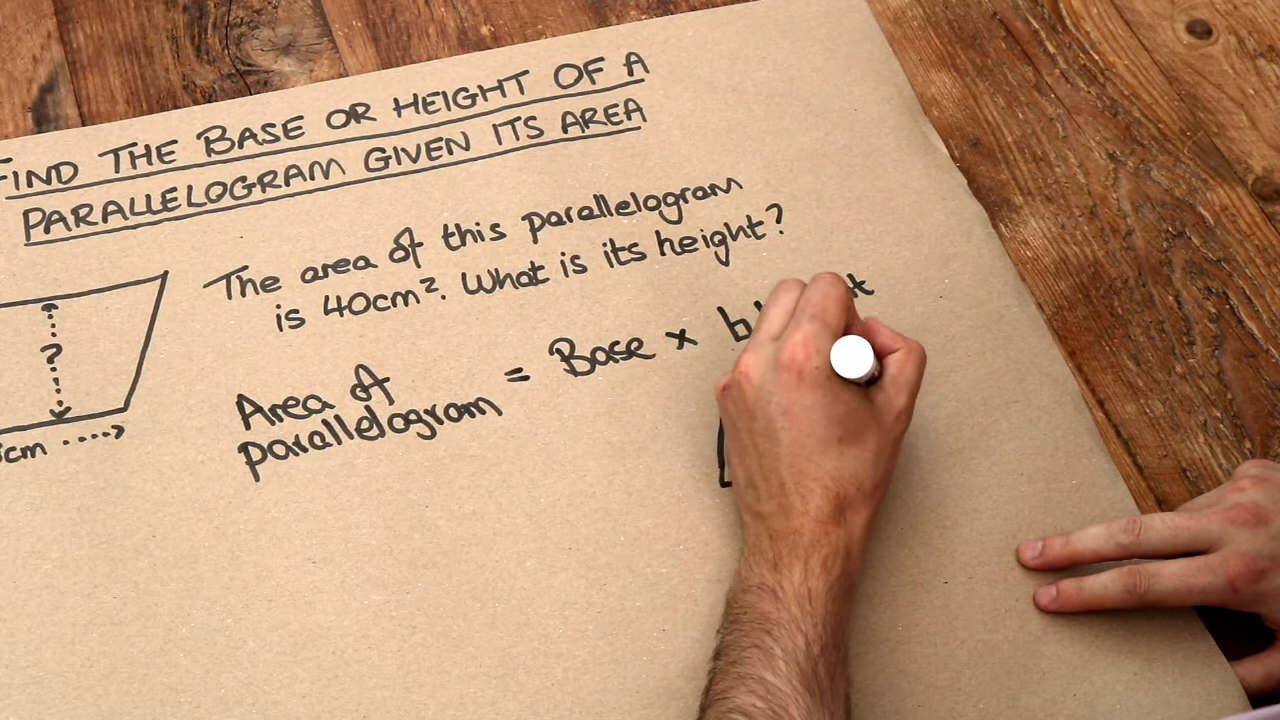 FIND THE BASE OR HEIGHT OF A
PARALLELOGRAM GIVEN ITS AREA
The area of this parallelogram
is 40cm². What is its height?
?
cm
Area of
parallelogram = Base x